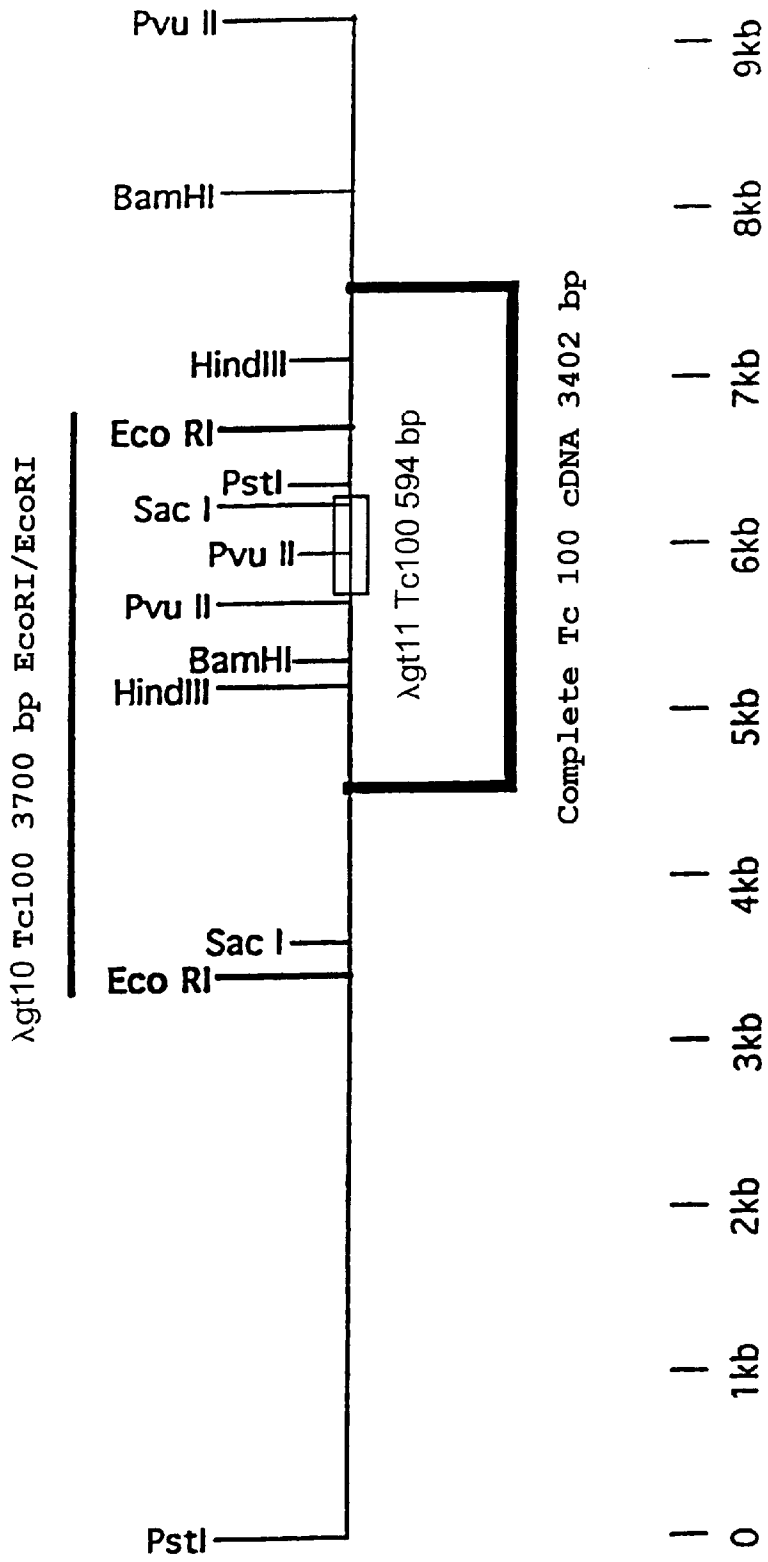 λgt10 Tc100 3700 bp EcoRI/EcoRI
Pvu II
BamHI
HindIII
Eco RI
PstI
Sac I
Pvu II
Pvu II
BamHI
HindIII
Sac I
Eco RI
PstI
λgt11 Tc100 594 bp
Complete Tc 100 cDNA 3402 bp
9kb
8kb
7kb
6kb
5kb
4kb
3kb
2kb
1kb
0